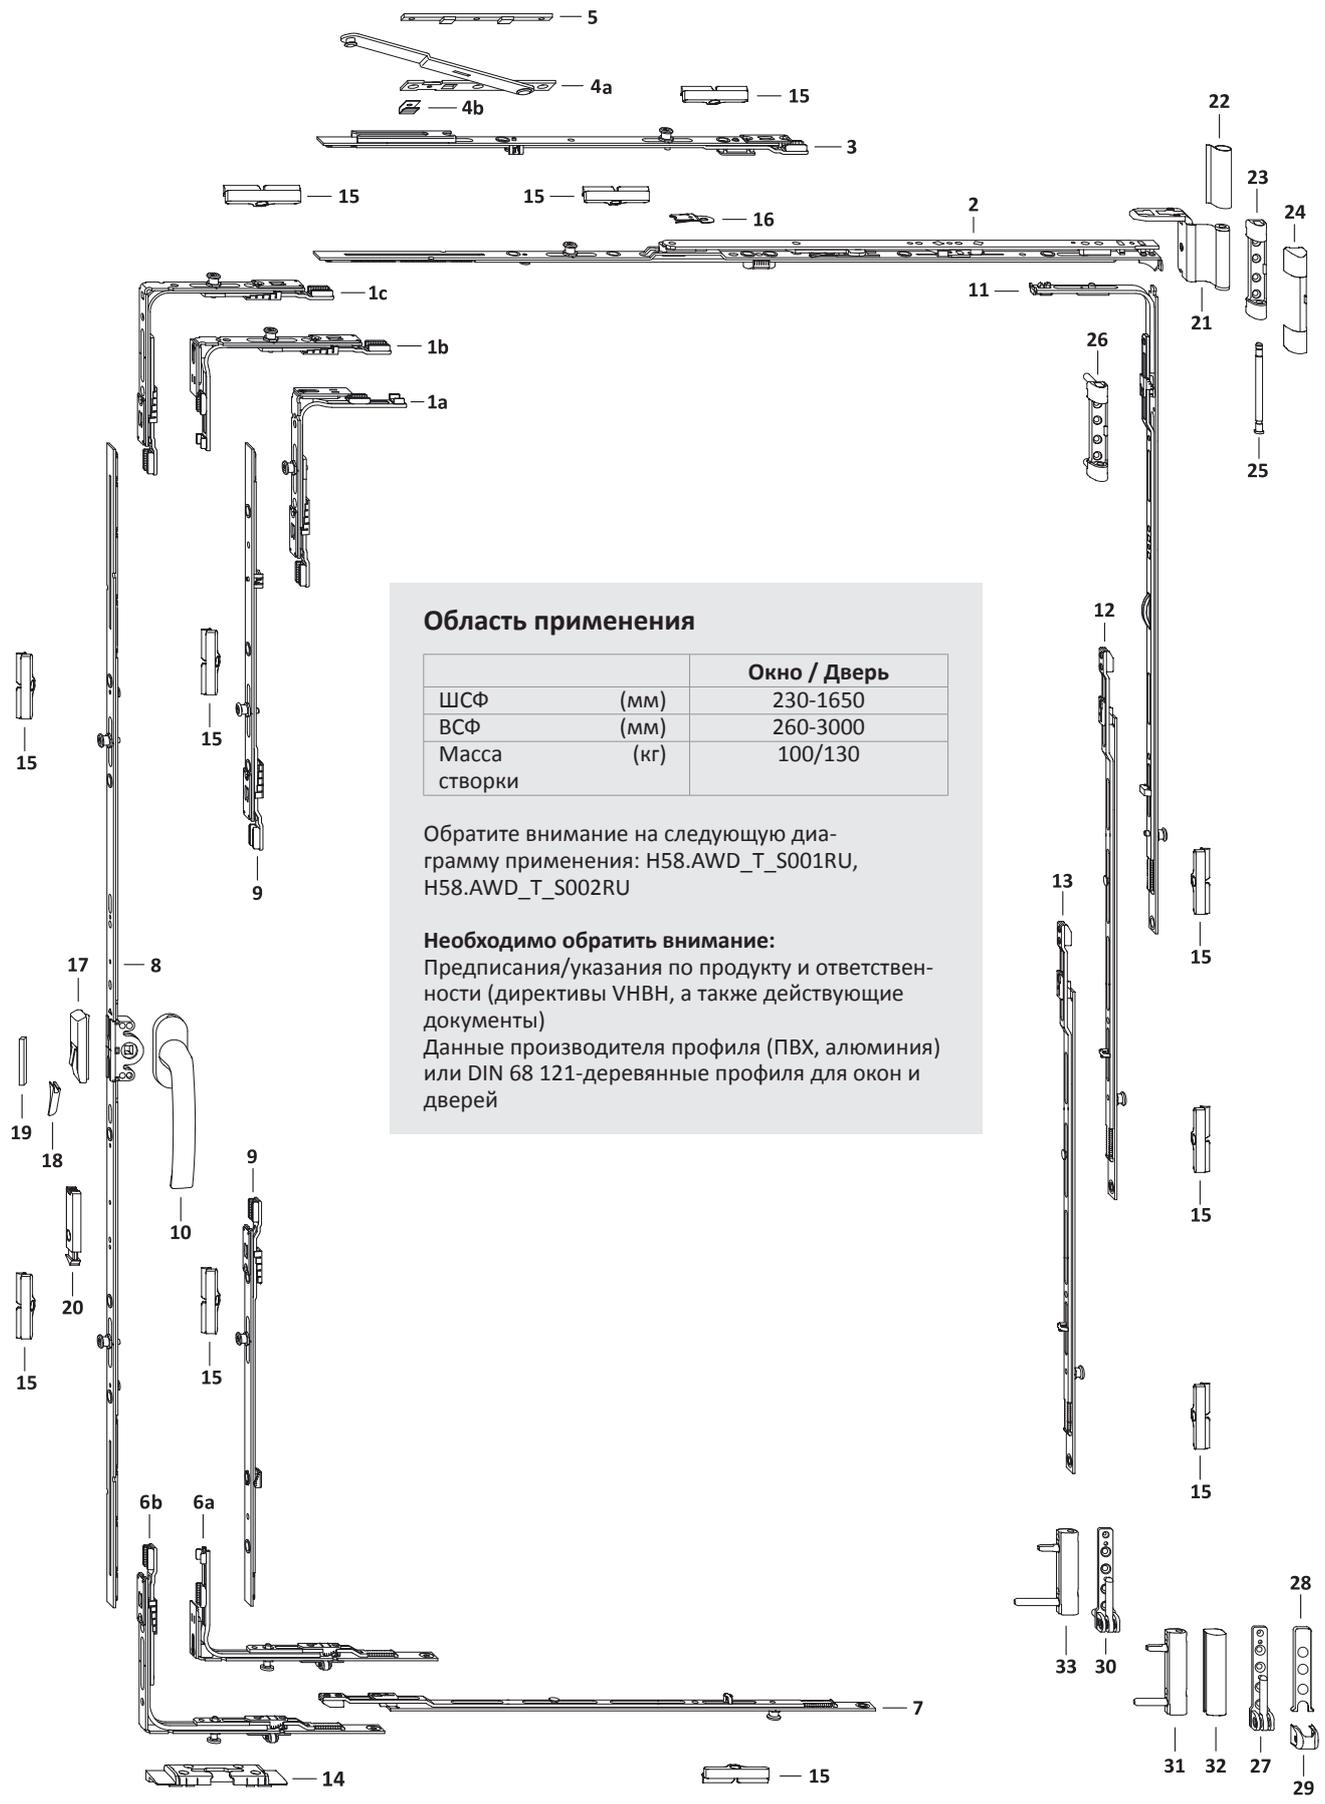 5
4a
15
4b
22
3
23
15
15
2
24
16
1c
11
21
1b
26
1a
25
Область применения
12
Окно / Дверь
ШСФ (мм) 230-1650
ВСФ (мм) 260-3000
15
15
Масса (кг) 100/130
створки
Обратите внимание на следующую диа-
грамму применения: H58.AWD_T_S001RU,
H58.AWD_T_S002RU
9
13
Необходимо обратить внимание:
15
17
8
Предписания/указания по продукту и ответствен-
ности (директивы VHBH, а также действующие
документы)
Данные производителя профиля (ПВХ, алюминия)
или DIN 68 121-деревянные профиля для окон и
дверей
19
18
9
10
15
20
15
15
15
6b
6a
28
33
30
7
31
32
27
14
15
29